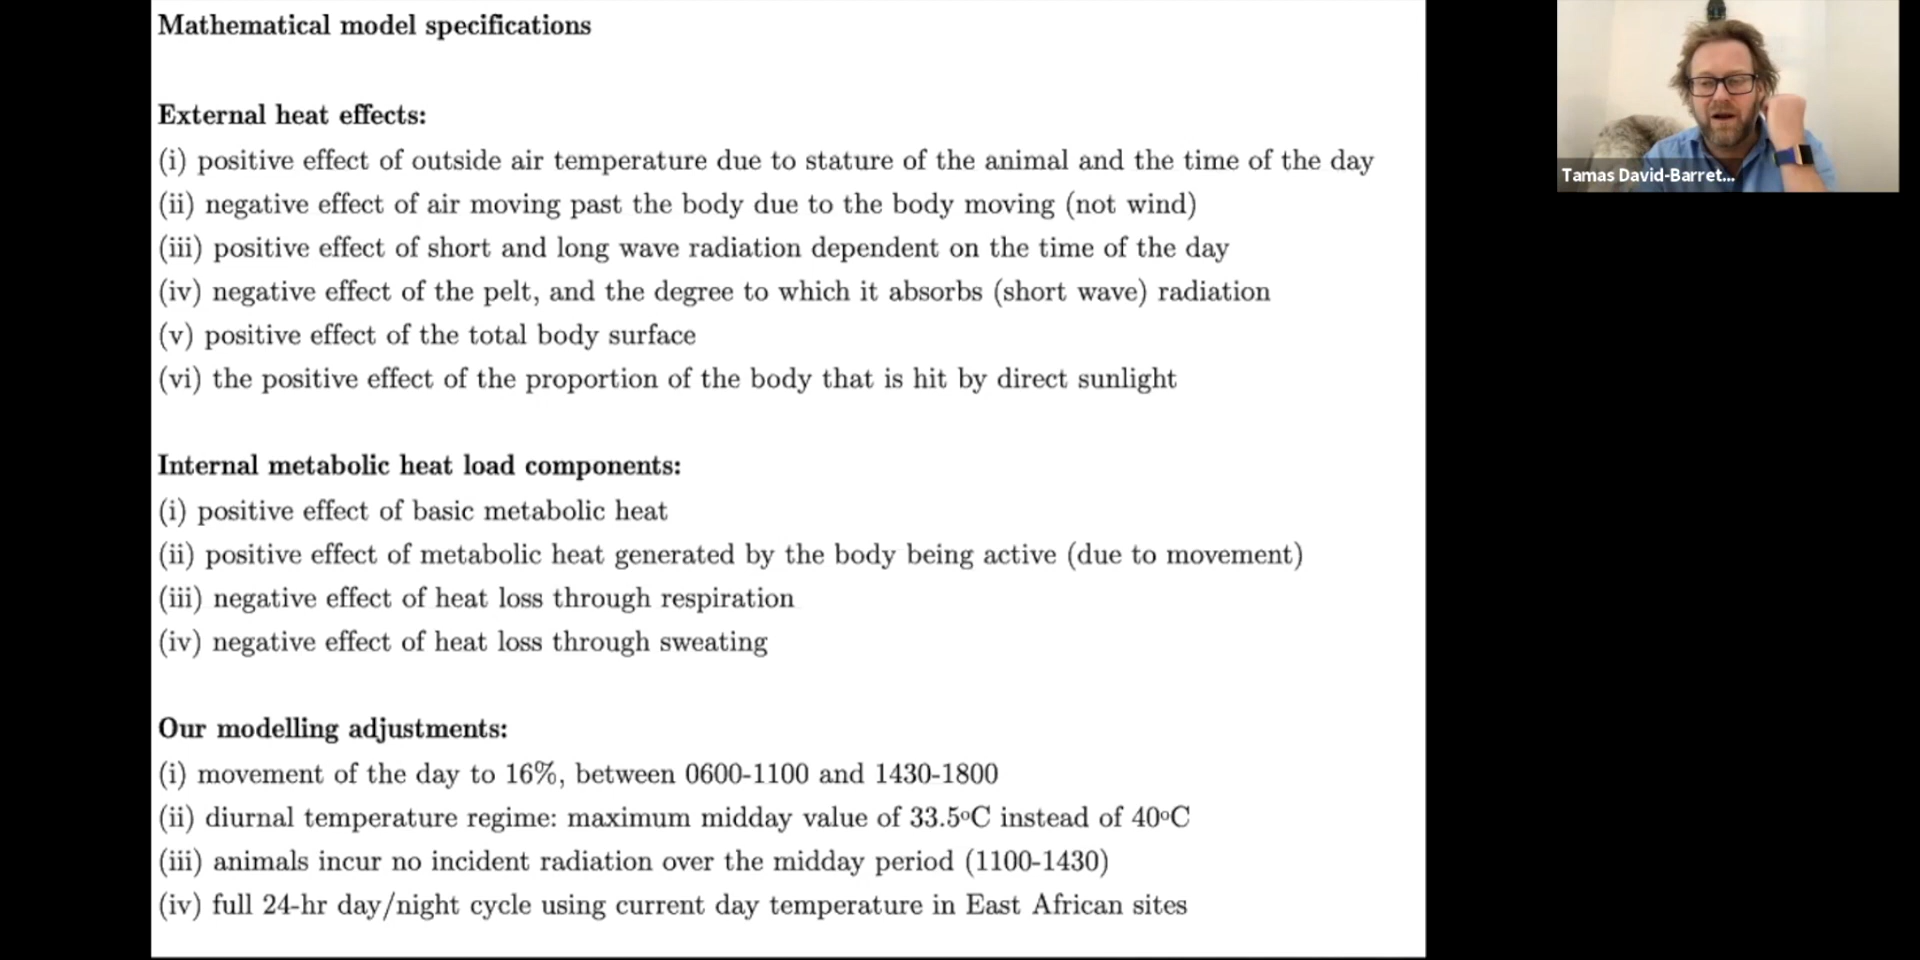 Mathematical model specifications
External heat effects:
(i) positive effect of outside air temperature due to stature of the animal and the time of the day
(ii) negative effect of air moving past the body due to the body moving (not wind)
(iii) positive effect of short and long wave radiation dependent on the time of the day
(iv) negative effect of the pelt, and the degree to which it absorbs (short wave) radiation
(v) positive effect of the total body surface
(vi) the positive effect of the proportion of the body that is hit by direct sunlight
Internal metabolic heat load components:
(i) positive effect of basic metabolic heat
(ii) positive effect of metabolic heat generated by the body being active (due to movement)
(iii) negative effect of heat loss through respiration
(iv) negative effect of heat loss through sweating
Our modelling adjustments:
(i) movement of the day to 16%, between 0600-1100 and 1430-1800
(ii) diurnal temperature regime: maximum midday value of 33.5ºC instead of 40ºC
(iii) animals incur no incident radiation over the midday period (1100-1430)
(iv) full 24-hr day/night cycle using current day temperature in East African sites
Tamas David-Barret...